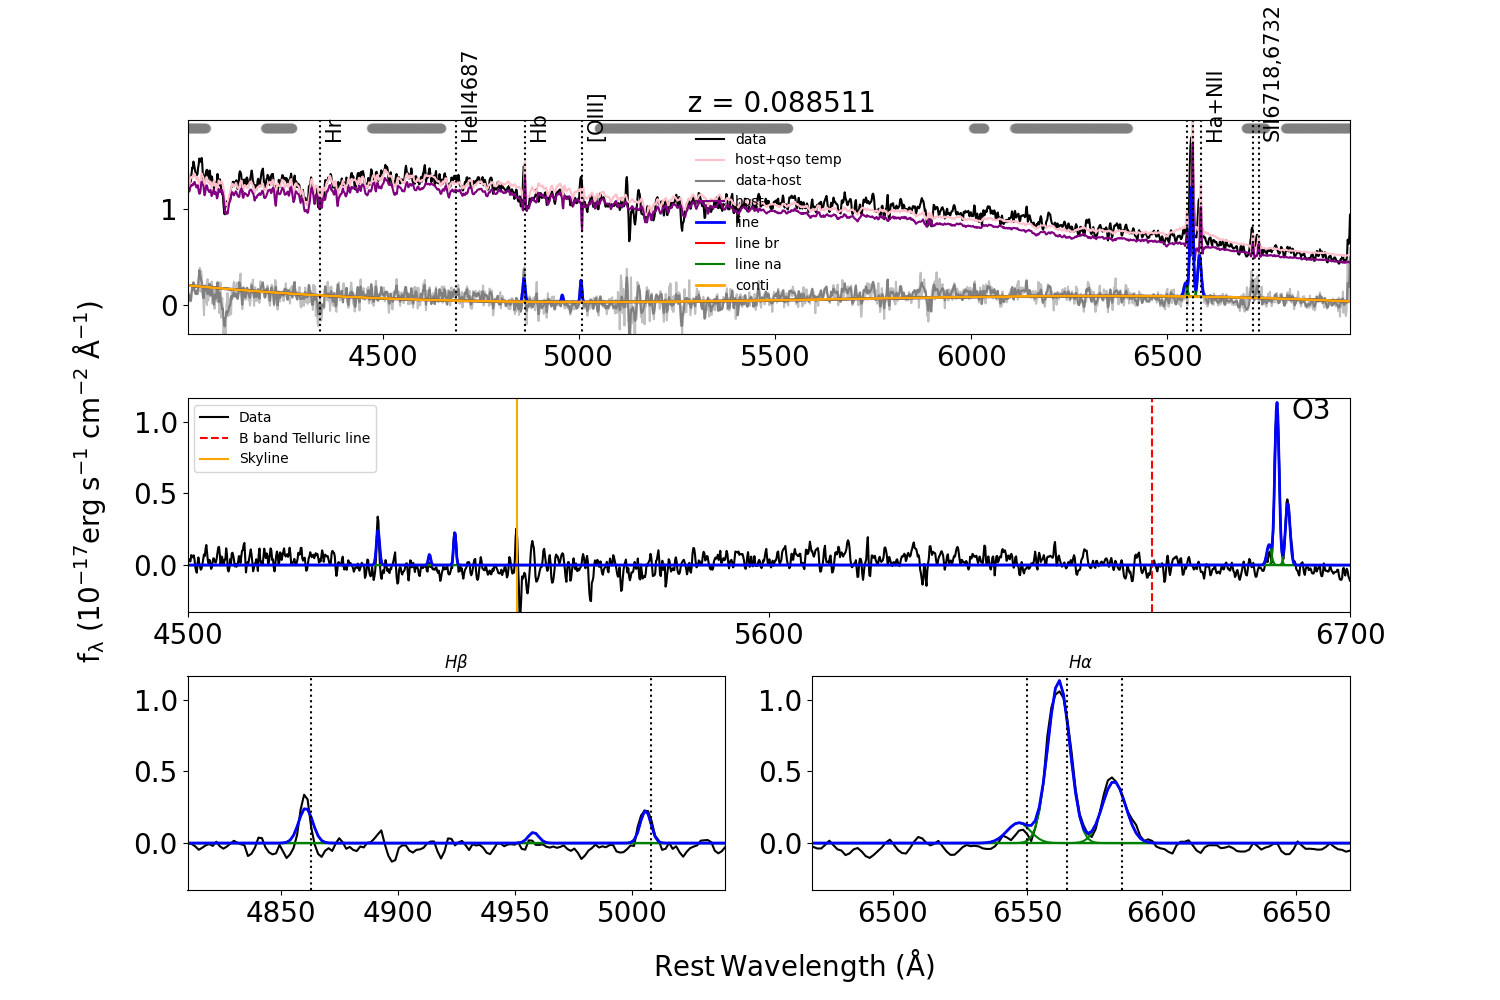 z = 0.088511
Hr
HeII4687
Hb
[OIII]
Ha+NII
SII6718,6732
data
host+qso temp
data-host
host
line
line br
line na
conti
1
0
4500 5000 5500 6000 6500
fλ (10⁻¹⁷erg s⁻¹ cm⁻² Å⁻¹)
Data
B band Telluric line
Skyline
O3
1.0
0.5
0.0
4500 5600 6700
Hβ
1.0
0.5
0.0
4850 4900 4950 5000
Hα
1.0
0.5
0.0
6500 6550 6600 6650
Rest Wavelength (Å)